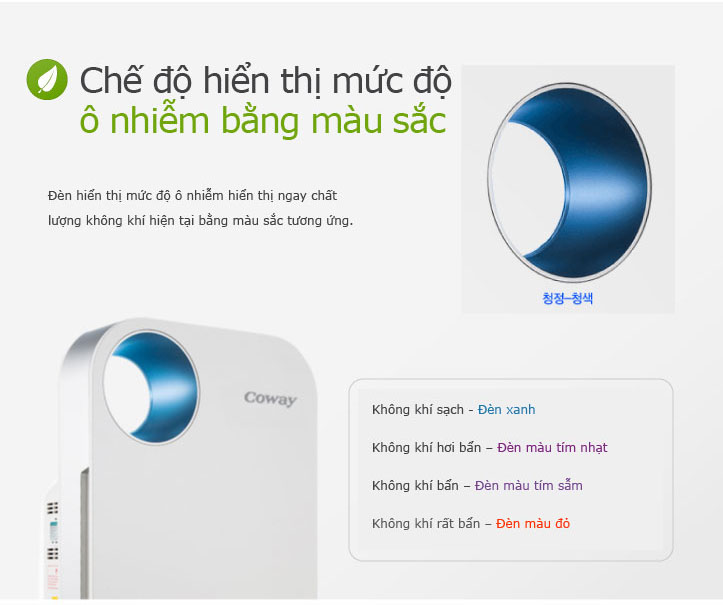 Chế độ hiển thị mức độ
ô nhiễm bằng màu sắc
Đèn hiển thị mức độ ô nhiễm hiển thị ngay chất
lượng không khí hiện tại bằng màu sắc tương ứng.
청정-청색
Coway
Không khí sạch - Đèn xanh
Không khí hơi bẩn – Đèn màu tím nhạt
Không khí bẩn – Đèn màu tím sẫm
Không khí rất bẩn – Đèn màu đỏ